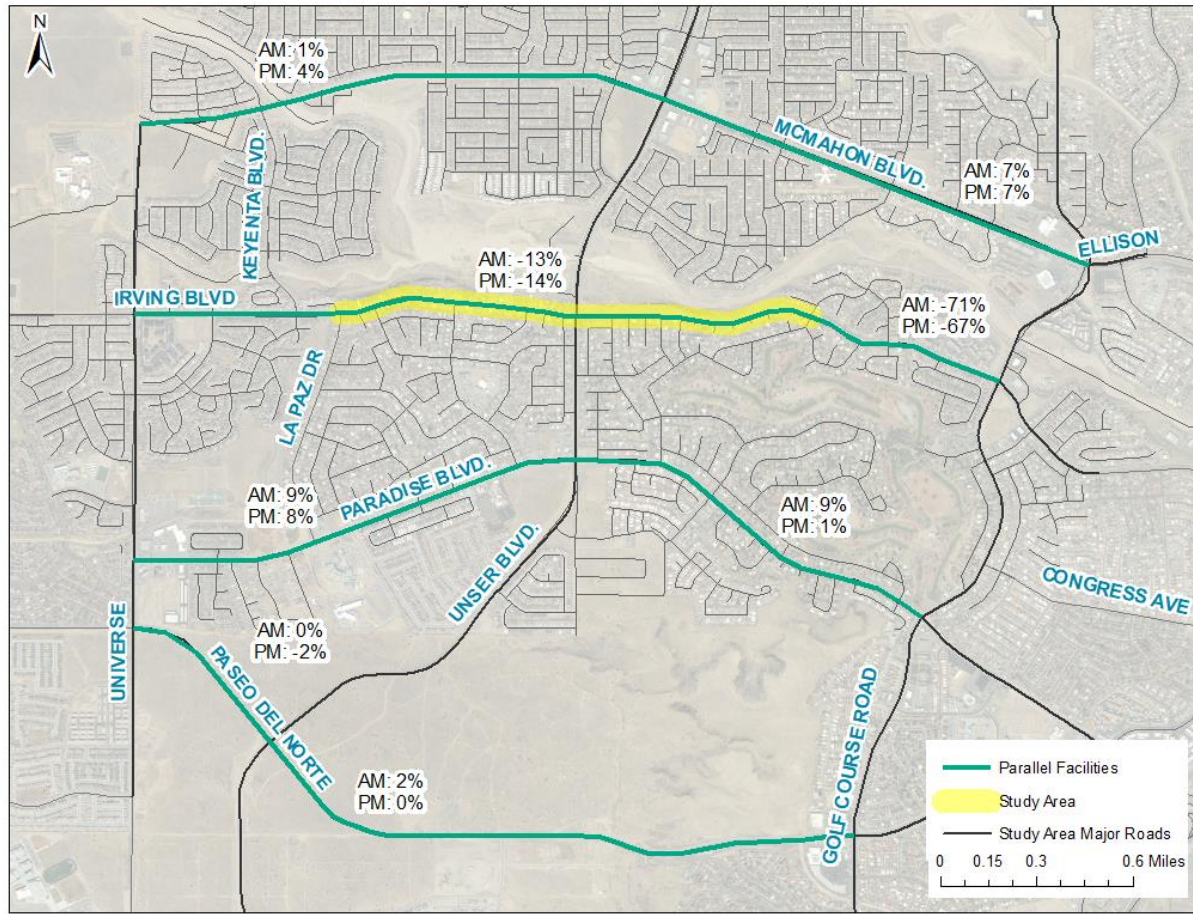 N
AM: 1%
PM: 4%
KEYENTA BLVD.
MCMAHON BLVD.
AM: 7%
PM: 7%
ELLISON
AM: -13%
PM: -14%
IRVING BLVD
AM: -71%
PM: -67%
LA PAZ DR
PARADISE BLVD.
AM: 9%
PM: 8%
AM: 9%
PM: 1%
UNSER BLVD.
CONGRESS AVE
UNIVERSE
AM: 0%
PM: -2%
PASEO DEL NORTE
AM: 2%
PM: 0%
GOLF COURSE ROAD
Parallel Facilities
Study Area
Study Area Major Roads
0 0.15 0.3 0.6 Miles